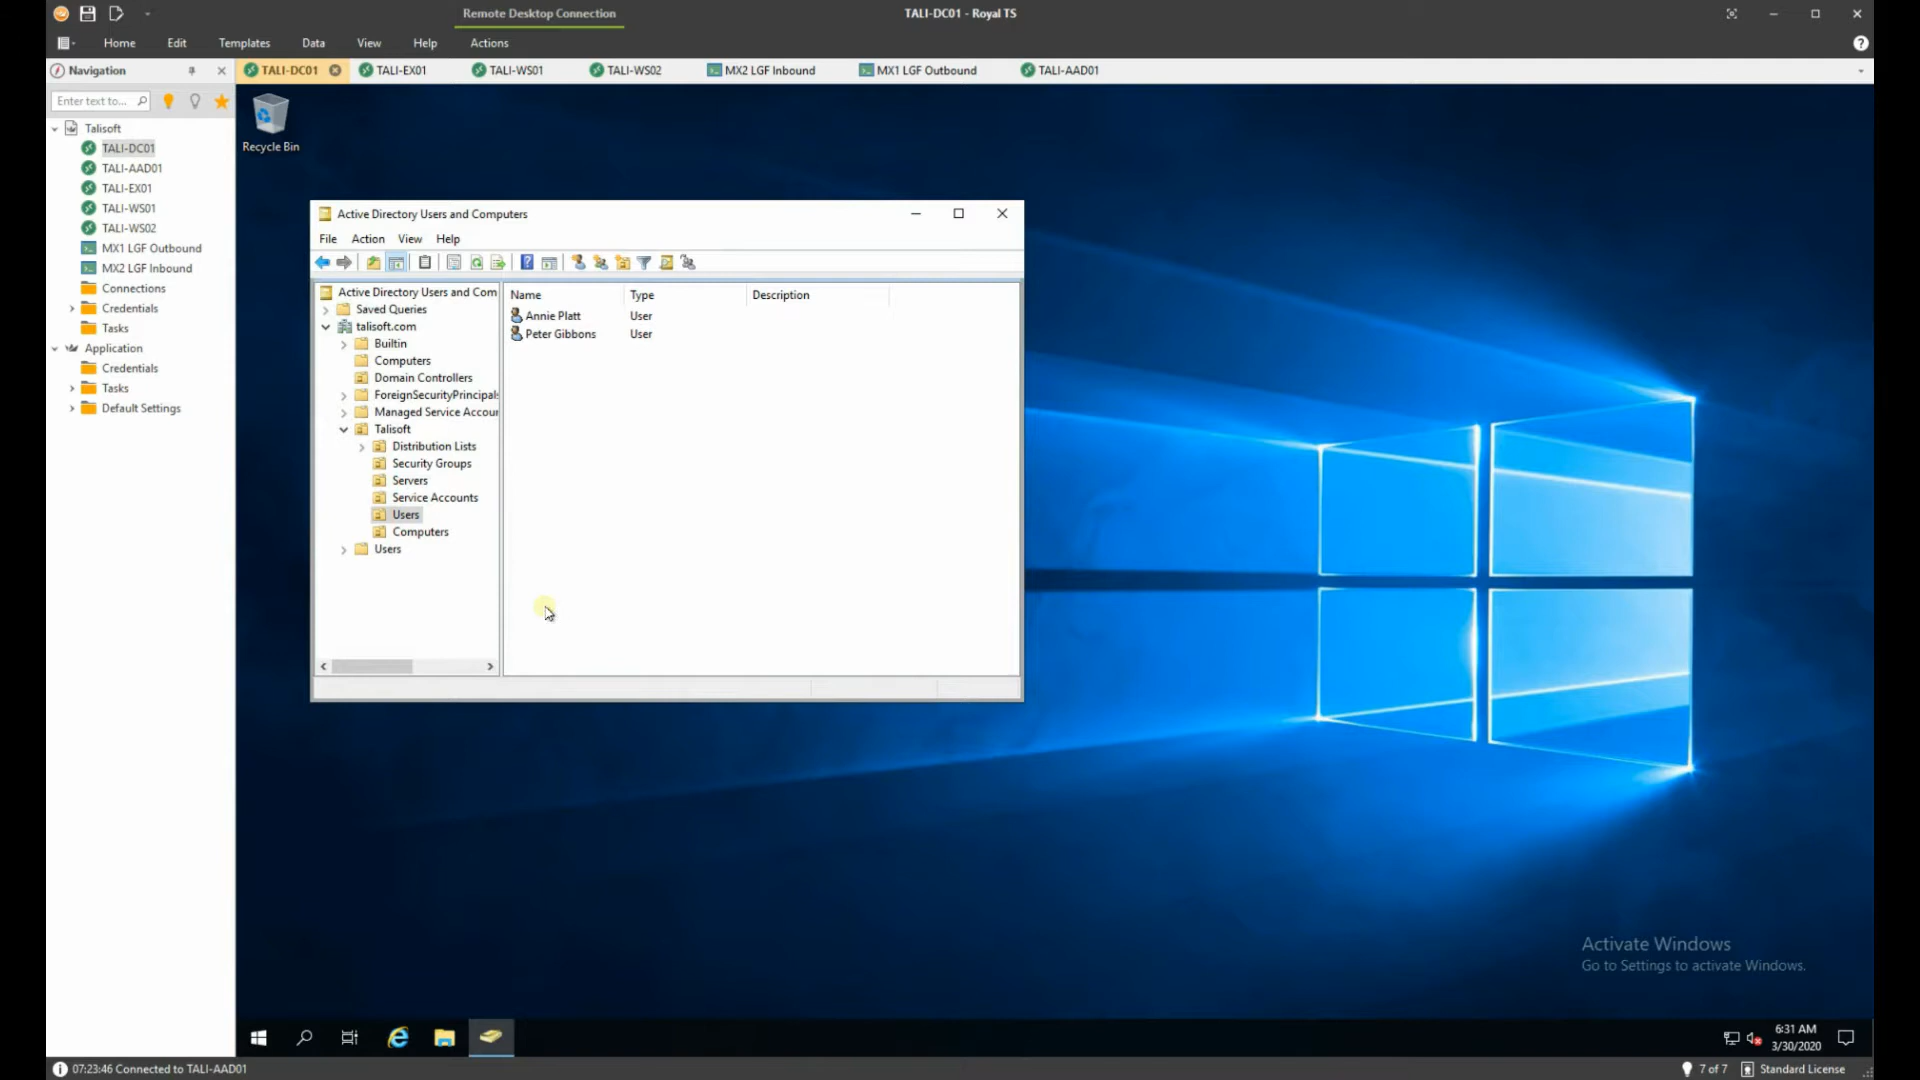 Remote Desktop Connection
TALI-DC01 - Royal TS
Home Edit Templates Data View Help Actions
Navigation
TALI-DC01 TALI-EX01 TALI-WS01 TALI-WS02 MX2 LGF Inbound MX1 LGF Outbound TALI-AAD01
Enter text to...
Talisoft
TALI-DC01
TALI-AAD01
TALI-EX01
TALI-WS01
TALI-WS02
MX1 LGF Outbound
MX2 LGF Inbound
Connections
Credentials
Tasks
Application
Credentials
Tasks
Default Settings
Recycle Bin
Active Directory Users and Computers
File Action View Help
Active Directory Users and Com
Saved Queries
talisoft.com
Builtin
Computers
Domain Controllers
ForeignSecurityPrincipals
Managed Service Accour
Talisoft
Distribution Lists
Security Groups
Servers
Service Accounts
Users
Computers
Users
Name Type Description
Annie Platt User
Peter Gibbons User
Activate Windows
Go to Settings to activate Windows.
6:31 AM
3/30/2020
07:23:46 Connected to TALI-AAD01
7 of 7 Standard License